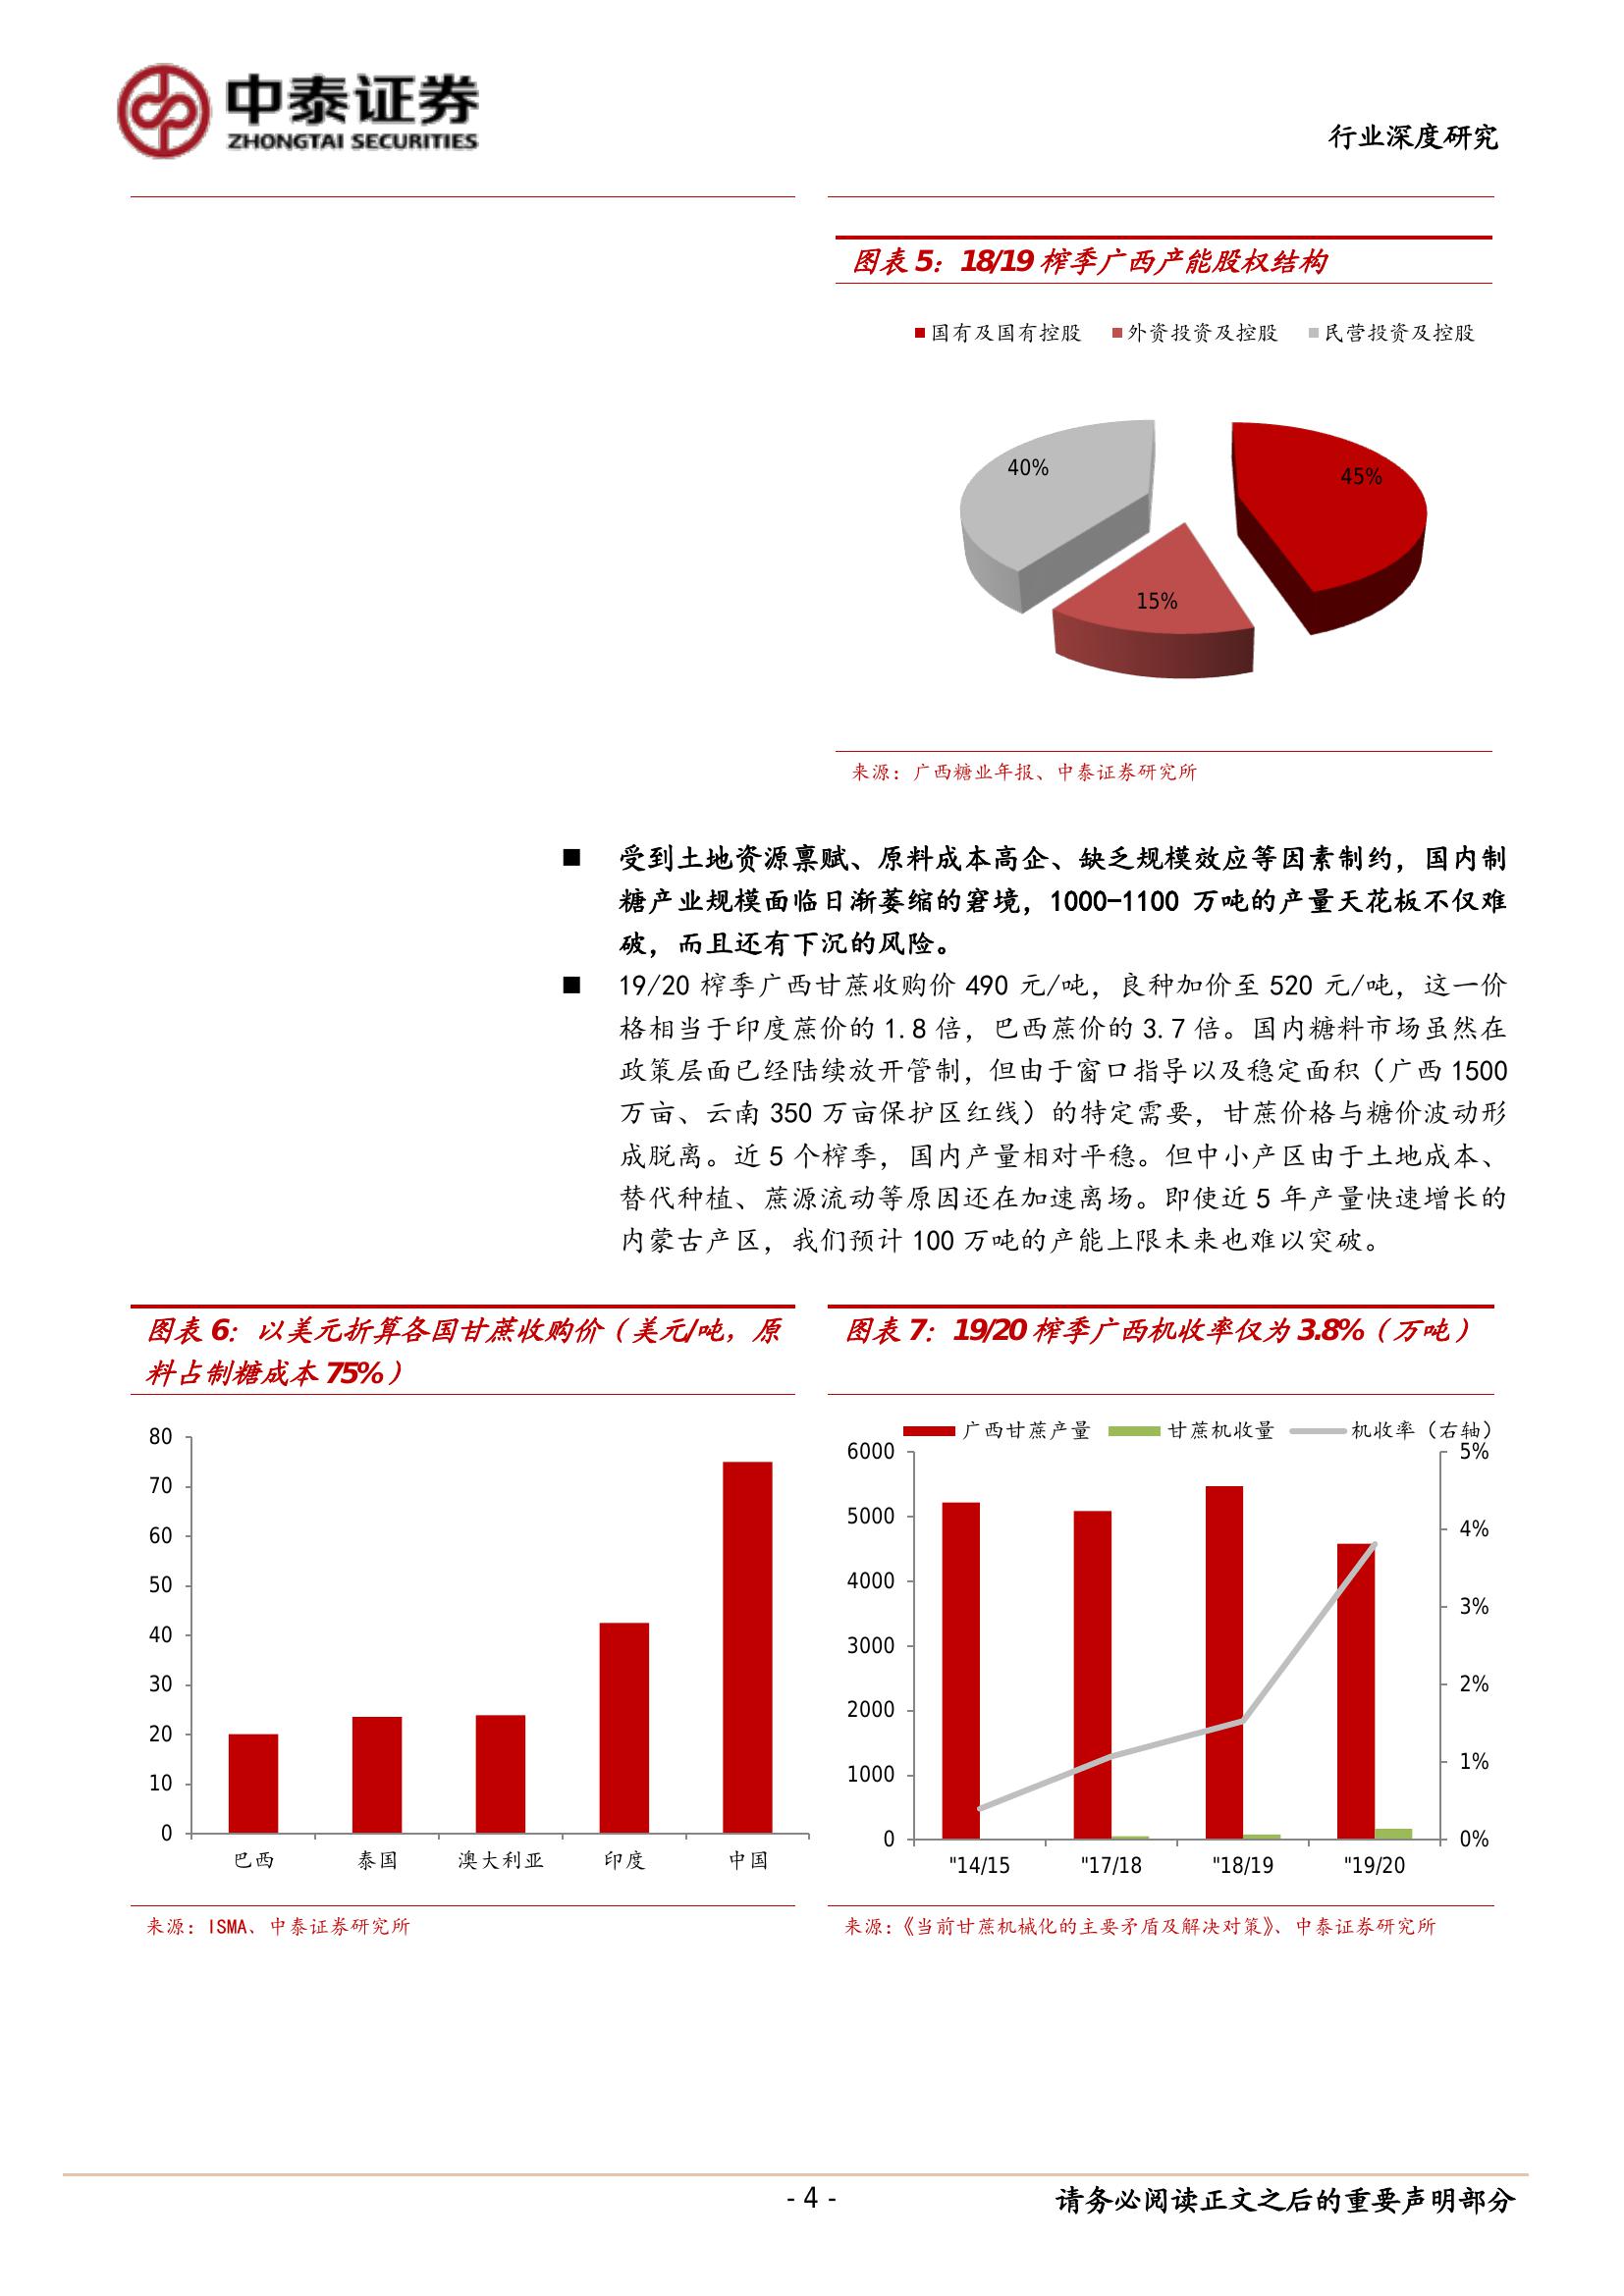 中泰证券
ZHONGTAI SECURITIES
行业深度研究
图表 5：18/19 榨季广西产能股权结构
国有及国有控股 外资投资及控股 民营投资及控股
40%
45%
15%
来源：广西糖业年报、中泰证券研究所
■ 受到土地资源禀赋、原料成本高企、缺乏规模效应等因素制约，国内制
糖产业规模面临日渐萎缩的窘境，1000-1100 万吨的产量天花板不仅难
破，而且还有下沉的风险。
■ 19/20 榨季广西甘蔗收购价 490 元/吨，良种加价至 520 元/吨，这一价
格相当于印度蔗价的 1.8 倍，巴西蔗价的 3.7 倍。国内糖料市场虽然在
政策层面已经陆续放开管制，但由于窗口指导以及稳定面积（广西 1500
万亩、云南 350 万亩保护区红线）的特定需要，甘蔗价格与糖价波动形
成脱离。近 5 个榨季，国内产量相对平稳。但中小产区由于土地成本、
替代种植、蔗源流动等原因还在加速离场。即使近 5 年产量快速增长的
内蒙古产区，我们预计 100 万吨的产能上限未来也难以突破。
图表 6：以美元折算各国甘蔗收购价（美元/吨，原
料占制糖成本 75%）
80
70
60
50
40
30
20
10
0
巴西 泰国 澳大利亚 印度 中国
来源：ISMA、中泰证券研究所
图表 7：19/20 榨季广西机收率仅为 3.8%（万吨）
广西甘蔗产量 甘蔗机收量 机收率（右轴）
6000
5000
4000
3000
2000
1000
0
5%
4%
3%
2%
1%
0%
"14/15 "17/18 "18/19 "19/20
来源：《当前甘蔗机械化的主要矛盾及解决对策》、中泰证券研究所
- 4 -
请务必阅读正文之后的重要声明部分